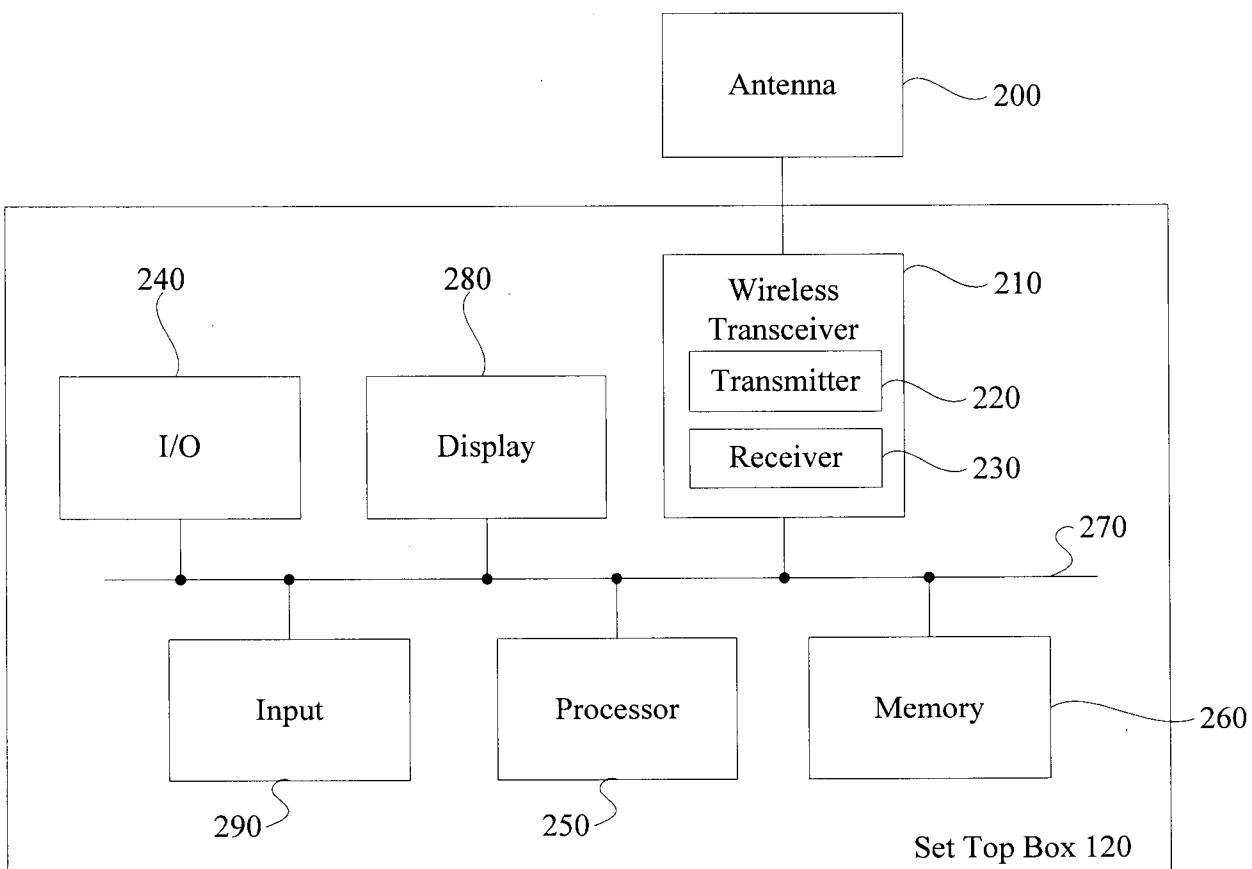 Antenna
200
240
280
Wireless
Transceiver
210
Transmitter
220
I/O
Display
Receiver
230
270
Input
Processor
Memory
260
290
250
Set Top Box 120